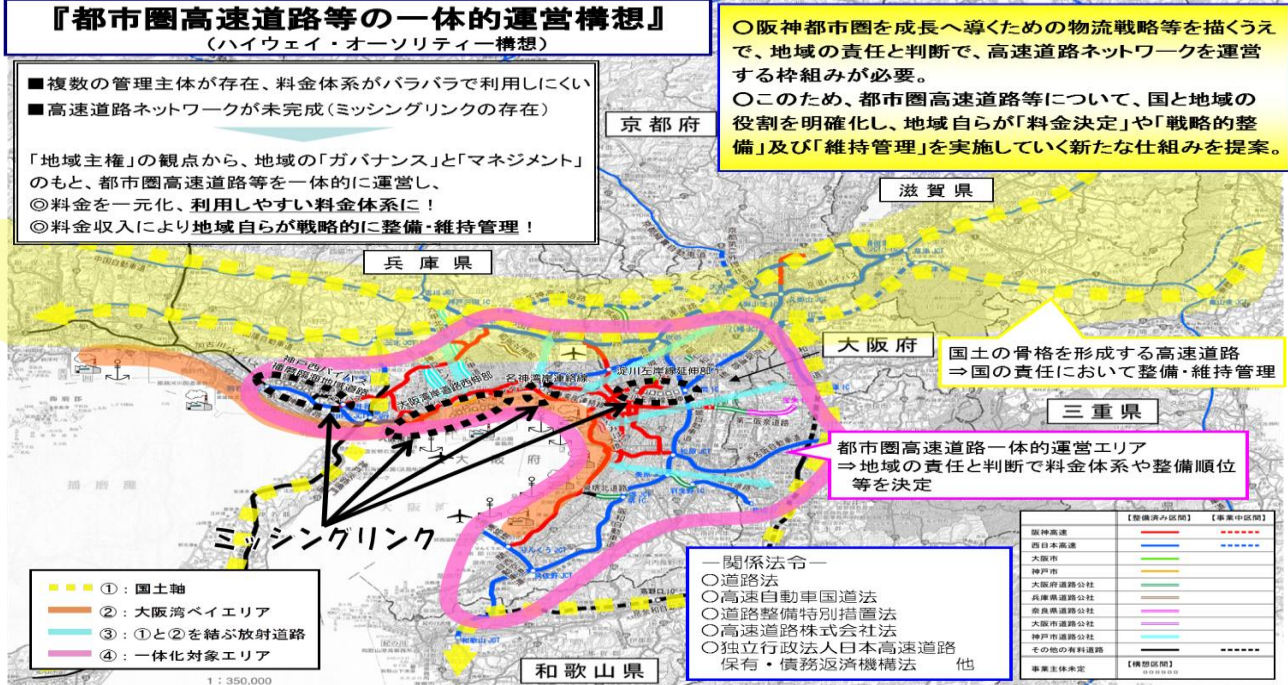 『都市圏高速道路等の一体的運営構想』
(ハイウェイ・オーソリティー構想)
■複数の管理主体が存在、料金体系がバラバラで利用しにくい
■高速道路ネットワークが未完成(ミッシングリンクの存在)
「地域主権」の観点から、地域の「ガバナンス」と「マネジメント」
のもと、都市圏高速道路等を一体的に運営し、
◎料金を一元化、利用しやすい料金体系に!
◎料金収入により地域自らが戦略的に整備・維持管理!
○阪神都市圏を成長へ導くための物流戦略等を描くうえ
で、地域の責任と判断で、高速道路ネットワークを運営
する枠組みが必要。
○このため、都市圏高速道路等について、国と地域の
役割を明確化し、地域自らが「料金決定」や「戦略的整
備」及び「維持管理」を実施していく新たな仕組みを提案。
京都府
滋賀県
兵庫県
大阪府
国土の骨格を形成する高速道路
⇒国の責任において整備・維持管理
三重県
神戸西バイパス
播磨臨海地域道路
大阪湾岸道路西伸部
名神湾岸連絡線
淀川左岸線延伸部
都市圏高速道路一体的運営エリア
⇒地域の責任と判断で料金体系や整備順位
等を決定
ミッシングリンク
①:国土軸
②:大阪湾ベイエリア
③:①と②を結ぶ放射道路
④:一体化対象エリア
1:350,000
和歌山県
―関係法令―
○道路法
○高速自動車国道法
○道路整備特別措置法
○高速道路株式会社法
○独立行政法人日本高速道路
保有・債務返済機構法 他
【整備済み区間】 【事業中区間】
阪神高速
西日本高速
大阪市
神戸市
大阪府道路公社
兵庫県道路公社
奈良県道路公社
大阪市道路公社
神戸市道路公社
その他の有料道路
事業主体未定 【構想区間】